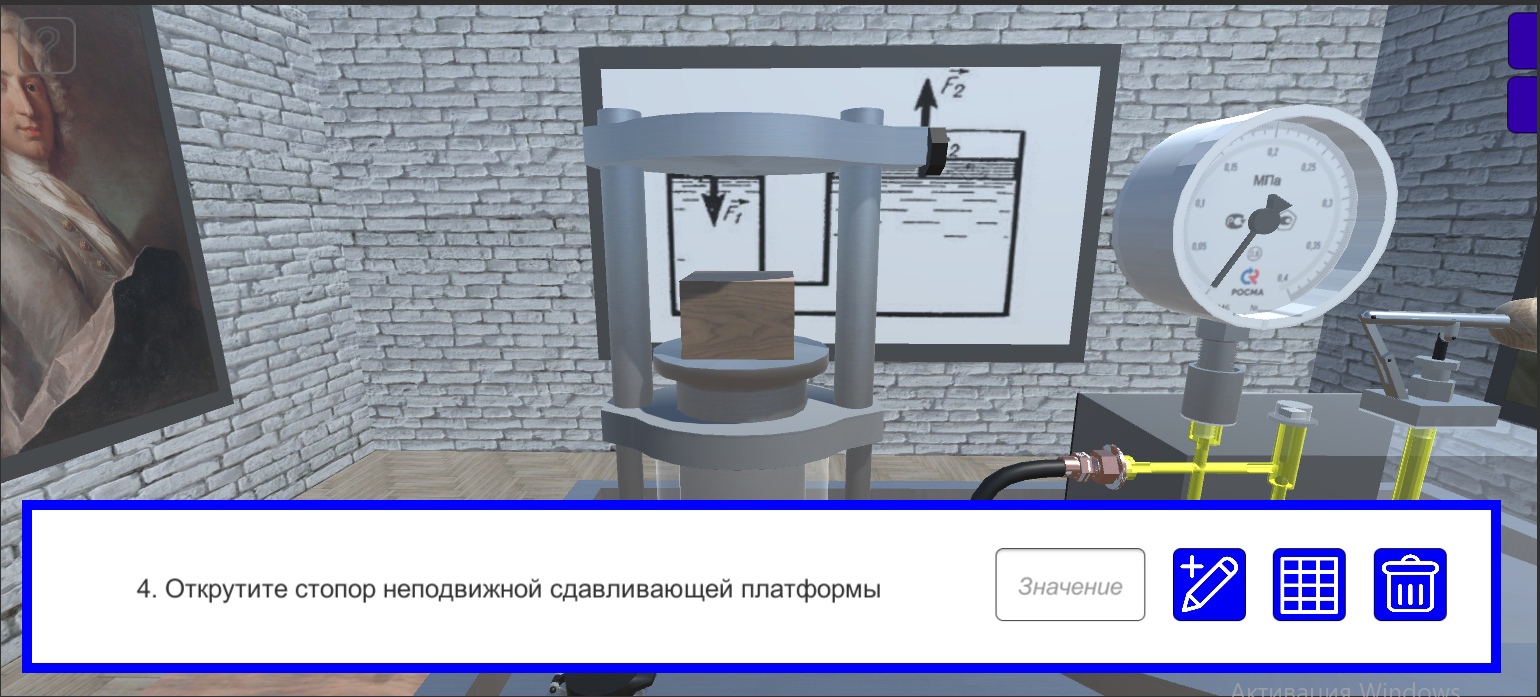 ?
F2
2
F1
0,2
0,15
0,25
МПа
0,1
0,3
0,05
0,35
0,4
РОСМА
4. Открутите стопор неподвижной сдавливающей платформы
Значение
Активация Windows